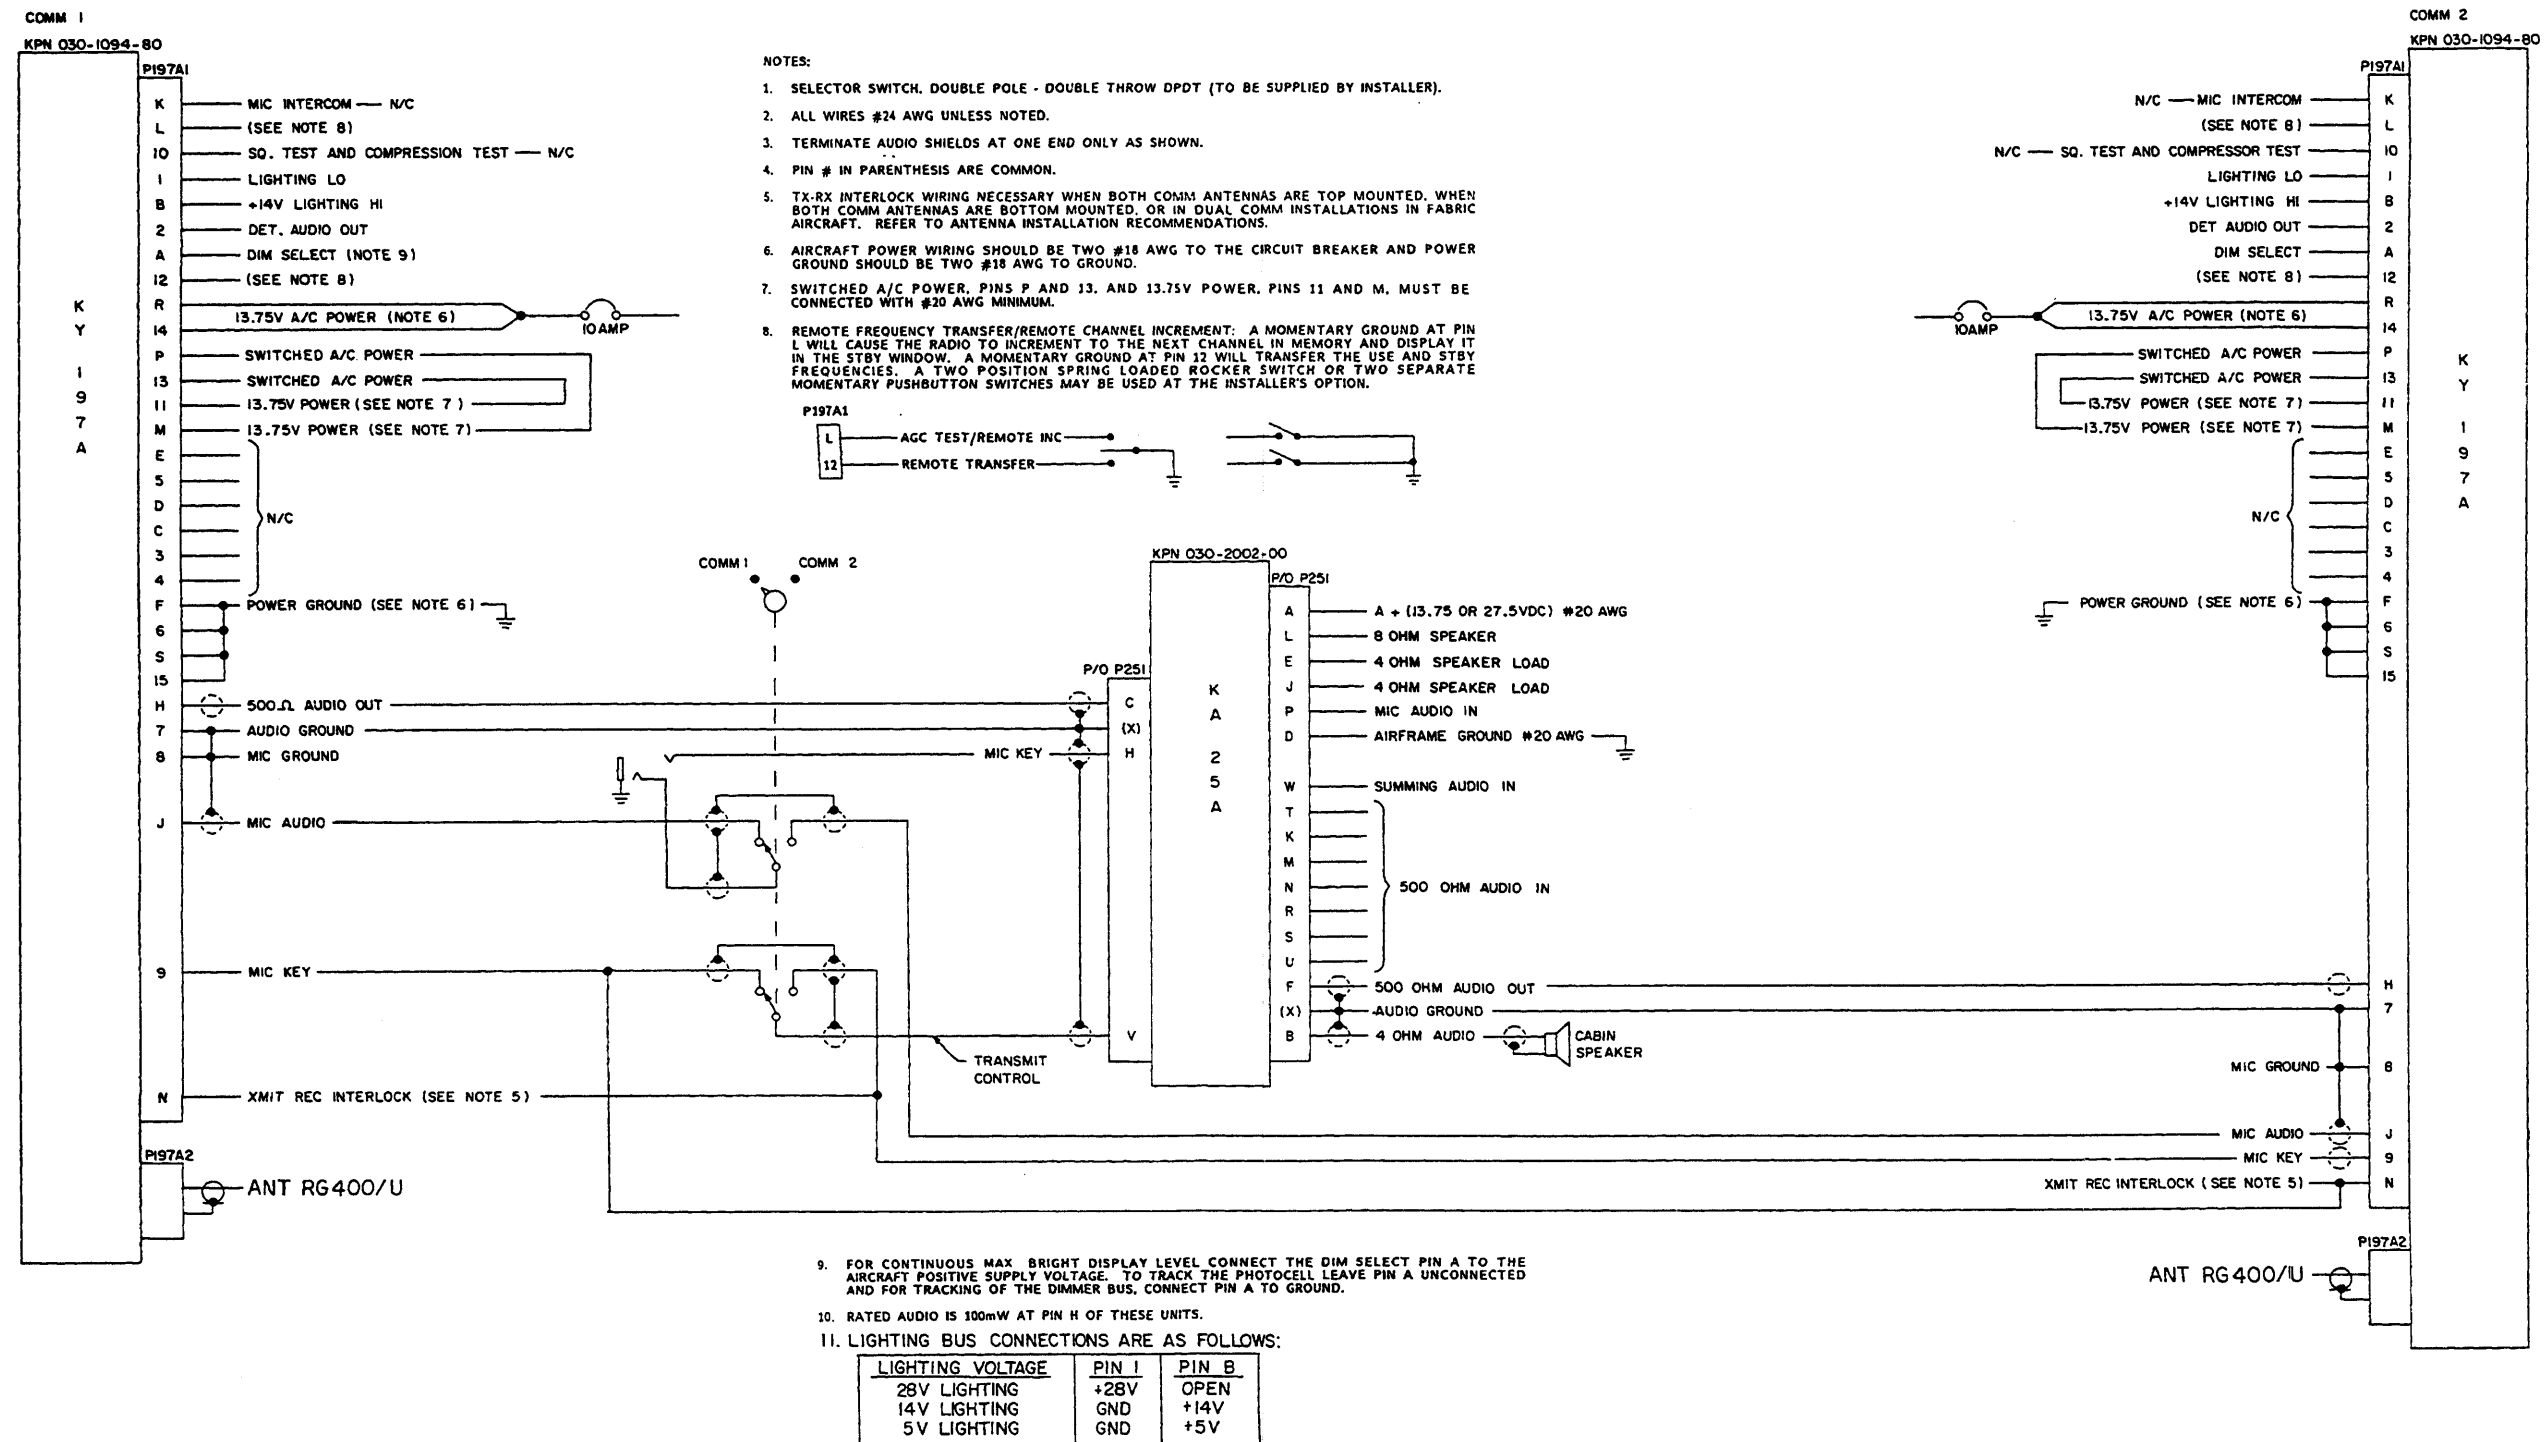 COMM 1
KPN 030-1094-80
P197A1
K MIC INTERCOM N/C
L (SEE NOTE 8)
10 SQ. TEST AND COMPRESSION TEST N/C
1 LIGHTING LO
B +14V LIGHTING HI
2 DET. AUDIO OUT
A DIM SELECT (NOTE 9)
12 (SEE NOTE 8)
R
13.75V A/C POWER (NOTE 6)
10 AMP
14
P SWITCHED A/C POWER
13 SWITCHED A/C POWER
11 13.75V POWER (SEE NOTE 7)
M 13.75V POWER (SEE NOTE 7)
E
5
D
N/C
C
3
4
F POWER GROUND (SEE NOTE 6)
6
S
15
H 500Ω AUDIO OUT
7 AUDIO GROUND
8 MIC GROUND
J MIC AUDIO
9 MIC KEY
N XMIT REC INTERLOCK (SEE NOTE 5)
KY 197A
P197A2
ANT RG400/U
NOTES:
1. SELECTOR SWITCH. DOUBLE POLE - DOUBLE THROW DPDT (TO BE SUPPLIED BY INSTALLER).
2. ALL WIRES #24 AWG UNLESS NOTED.
3. TERMINATE AUDIO SHIELDS AT ONE END ONLY AS SHOWN.
4. PIN # IN PARENTHESIS ARE COMMON.
5. TX-RX INTERLOCK WIRING NECESSARY WHEN BOTH COMM ANTENNAS ARE TOP MOUNTED, WHEN
BOTH COMM ANTENNAS ARE BOTTOM MOUNTED, OR IN DUAL COMM INSTALLATIONS IN FABRIC
AIRCRAFT. REFER TO ANTENNA INSTALLATION RECOMMENDATIONS.
6. AIRCRAFT POWER WIRING SHOULD BE TWO #18 AWG TO THE CIRCUIT BREAKER AND POWER
GROUND SHOULD BE TWO #18 AWG TO GROUND.
7. SWITCHED A/C POWER, PINS P AND 13, AND 13.75V POWER, PINS 11 AND M, MUST BE
CONNECTED WITH #20 AWG MINIMUM.
8. REMOTE FREQUENCY TRANSFER/REMOTE CHANNEL INCREMENT: A MOMENTARY GROUND AT PIN
L WILL CAUSE THE RADIO TO INCREMENT TO THE NEXT CHANNEL IN MEMORY AND DISPLAY IT
IN THE STBY WINDOW. A MOMENTARY GROUND AT PIN 12 WILL TRANSFER THE USE AND STBY
FREQUENCIES. A TWO POSITION SPRING LOADED ROCKER SWITCH OR TWO SEPARATE
MOMENTARY PUSHBUTTON SWITCHES MAY BE USED AT THE INSTALLER'S OPTION.
P197A1
L AGC TEST/REMOTE INC
12 REMOTE TRANSFER
COMM 1 COMM 2
KPN 030-2002-00
P/O P251
C
(X)
MIC KEY H
V
TRANSMIT
CONTROL
KA 25A
P/O P251
A A + (13.75 OR 27.5VDC) #20 AWG
L 8 OHM SPEAKER
E 4 OHM SPEAKER LOAD
J 4 OHM SPEAKER LOAD
P MIC AUDIO IN
D AIRFRAME GROUND #20 AWG
W SUMMING AUDIO IN
T
K
M
N 500 OHM AUDIO IN
R
S
U
F 500 OHM AUDIO OUT
(X) AUDIO GROUND
B 4 OHM AUDIO
CABIN
SPEAKER
COMM 2
KPN 030-1094-80
P197A1
N/C MIC INTERCOM K
(SEE NOTE 8) L
N/C SQ. TEST AND COMPRESSOR TEST 10
LIGHTING LO 1
+14V LIGHTING HI B
DET AUDIO OUT 2
DIM SELECT A
(SEE NOTE 8) 12
R
10AMP
13.75V A/C POWER (NOTE 6)
14
SWITCHED A/C POWER P
SWITCHED A/C POWER 13
13.75V POWER (SEE NOTE 7) 11
13.75V POWER (SEE NOTE 7) M
E
5
D
N/C
C
3
4
POWER GROUND (SEE NOTE 6) F
6
S
15
H
7
MIC GROUND 8
MIC AUDIO J
MIC KEY 9
XMIT REC INTERLOCK (SEE NOTE 5) N
KY 197A
P197A2
ANT RG400/U
9. FOR CONTINUOUS MAX BRIGHT DISPLAY LEVEL CONNECT THE DIM SELECT PIN A TO THE
AIRCRAFT POSITIVE SUPPLY VOLTAGE. TO TRACK THE PHOTOCELL LEAVE PIN A UNCONNECTED
AND FOR TRACKING OF THE DIMMER BUS, CONNECT PIN A TO GROUND.
10. RATED AUDIO IS 100mW AT PIN H OF THESE UNITS.
11. LIGHTING BUS CONNECTIONS ARE AS FOLLOWS:
LIGHTING VOLTAGE PIN 1 PIN B
28V LIGHTING +28V OPEN
14V LIGHTING GND +14V
5V LIGHTING GND +5V